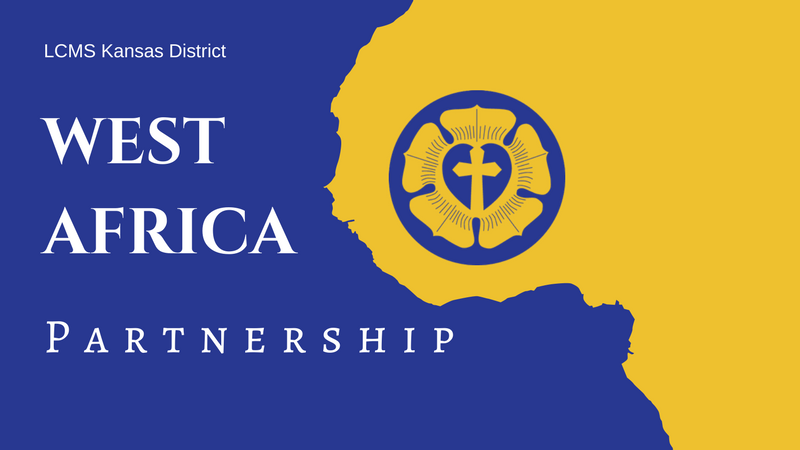 LCMS Kansas District
WEST
AFRICA
Partnership